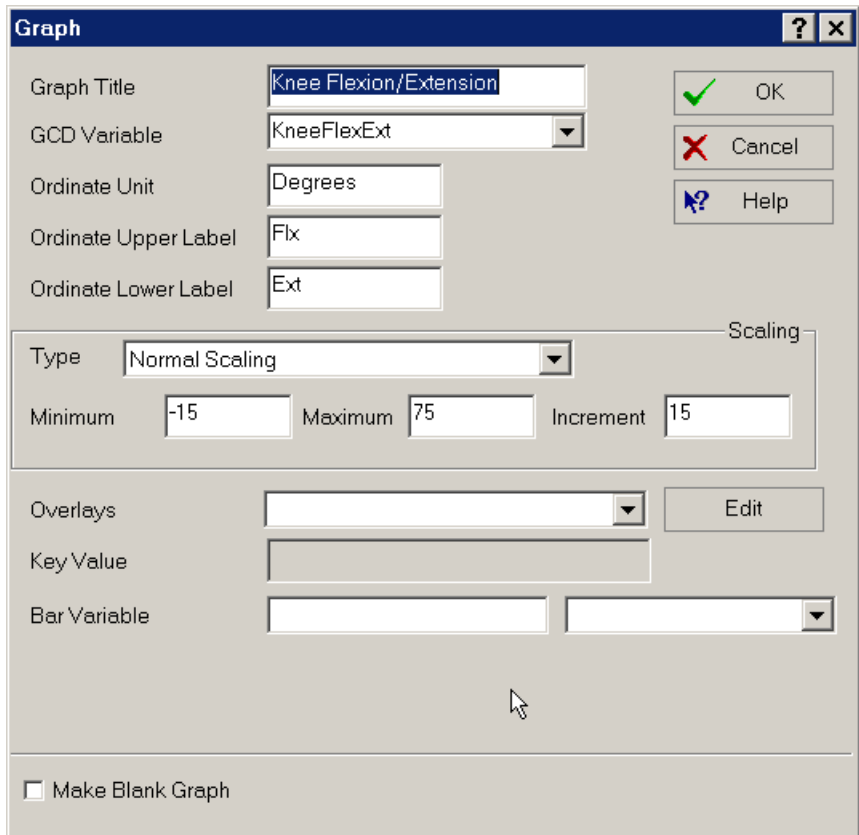 Graph
Graph Title Knee Flexion/Extension OK
GCD Variable KneeFlexExt Cancel
Ordinate Unit Degrees Help
Ordinate Upper Label Flx
Ordinate Lower Label Ext
Scaling
Type Normal Scaling
Minimum -15 Maximum 75 Increment 15
Overlays Edit
Key Value
Bar Variable
Make Blank Graph